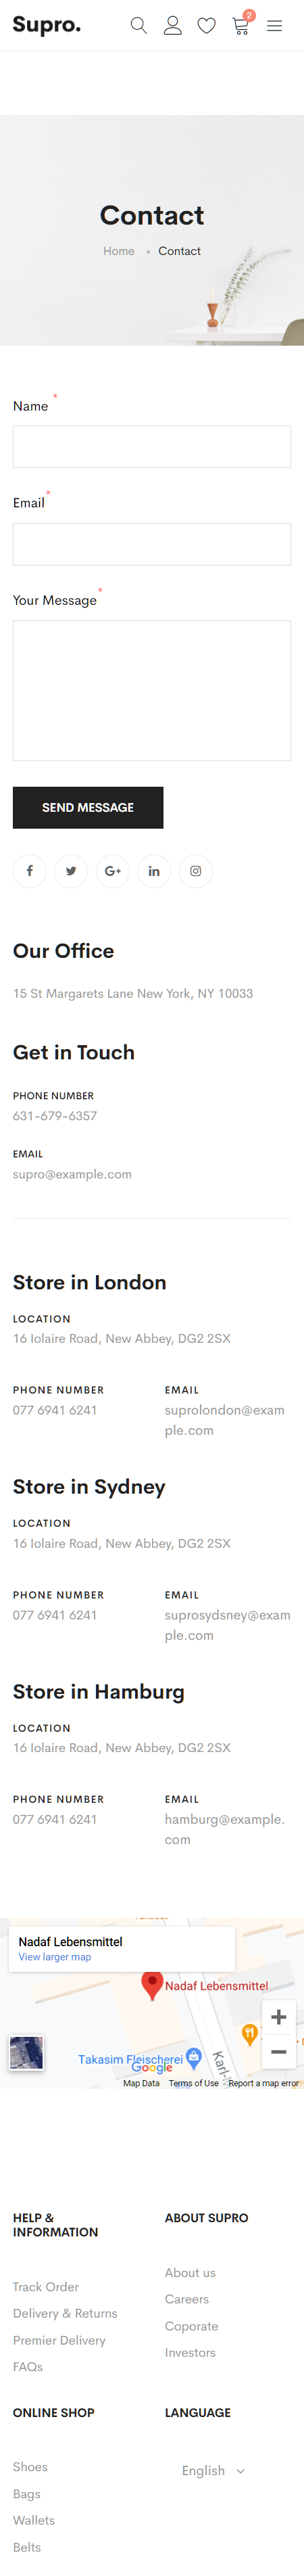 Supro.
2
Contact
Home • Contact
Name *
Email*
Your Message*
SEND MESSAGE
Our Office
15 St Margarets Lane New York, NY 10033
Get in Touch
PHONE NUMBER
631-679-6357
EMAIL
supro@example.com
Store in London
LOCATION
16 Iolaire Road, New Abbey, DG2 2SX
PHONE NUMBER
077 6941 6241
EMAIL
suprolondon@exam
ple.com
Store in Sydney
LOCATION
16 Iolaire Road, New Abbey, DG2 2SX
PHONE NUMBER
077 6941 6241
EMAIL
suprosydsney@exam
ple.com
Store in Hamburg
LOCATION
16 Iolaire Road, New Abbey, DG2 2SX
PHONE NUMBER
077 6941 6241
EMAIL
hamburg@example.
com
Nadaf Lebensmittel
View larger map
Nadaf Lebensmittel
Takasim Fleischerei
Karl-
Google
Map Data Terms of Use Report a map error
HELP &
INFORMATION
Track Order
Delivery & Returns
Premier Delivery
FAQs
ABOUT SUPRO
About us
Careers
Coporate
Investors
ONLINE SHOP
Shoes
Bags
Wallets
Belts
LANGUAGE
English